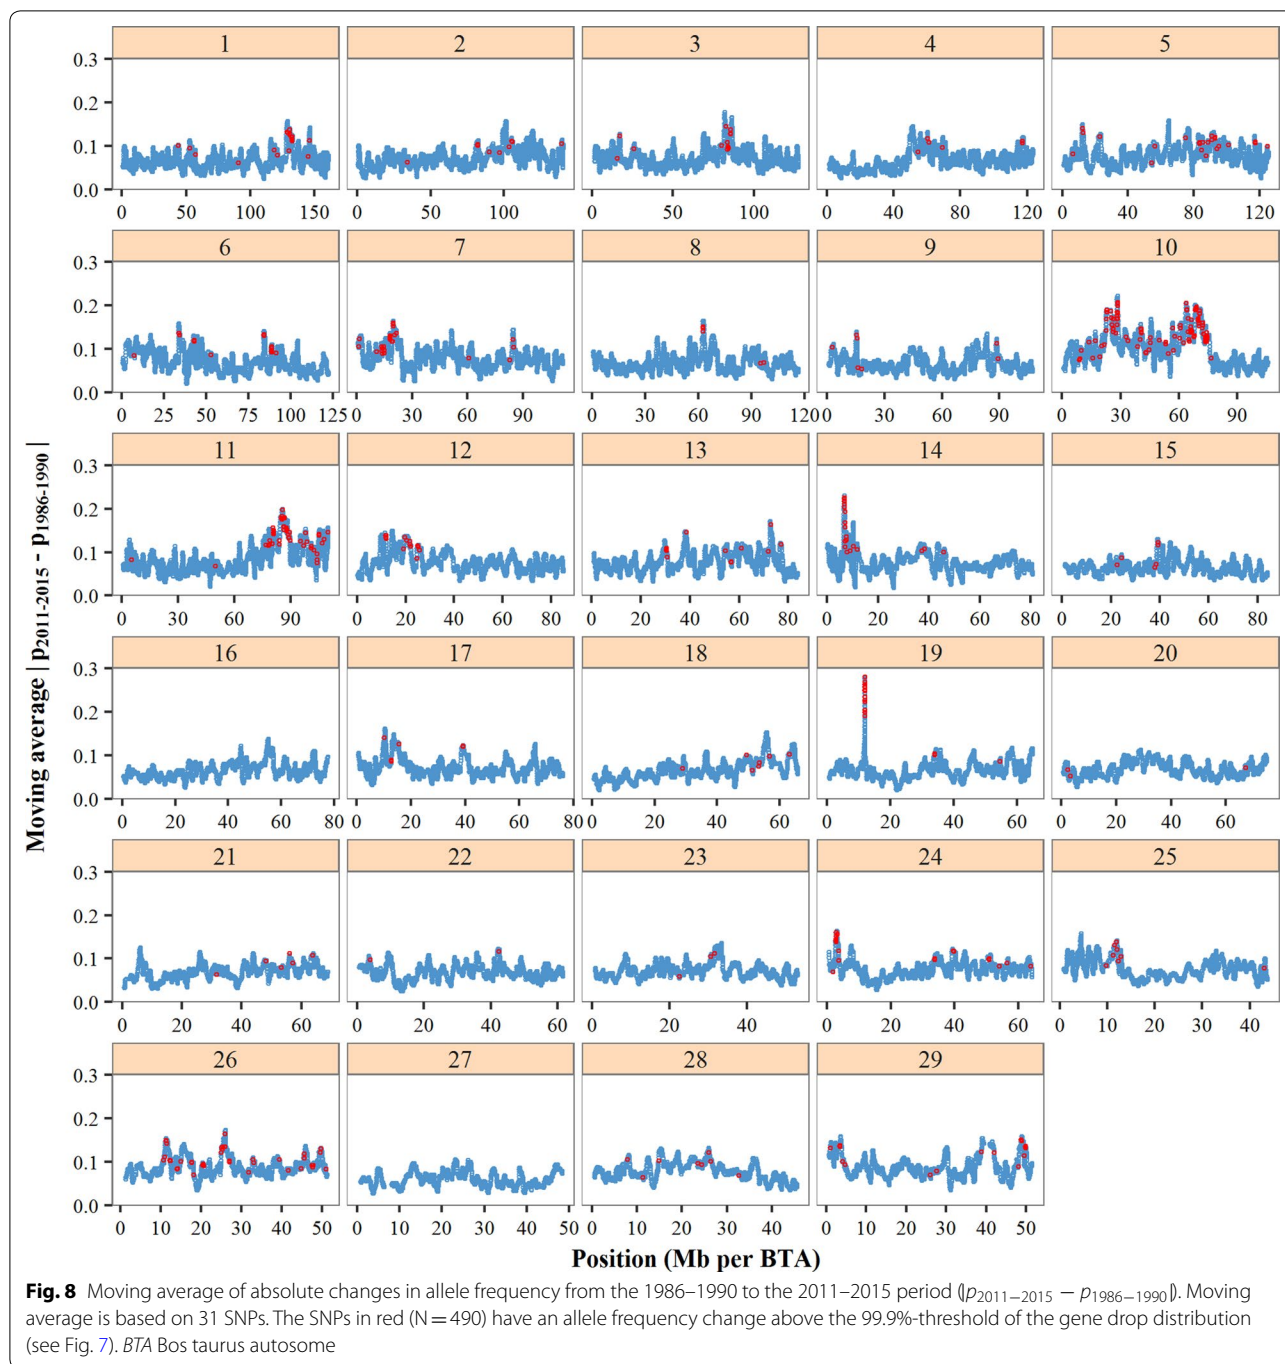 1 2 3 4 5
0.3
0.2
0.1
0.0
0 50 100 150 0 50 100 0 50 100 0 40 80 120 0 40 80 120
6 7 8 9 10
0.3
0.2
0.1
0.0
0 25 50 75 100 125 0 30 60 90 0 30 60 90 120 0 30 60 90 0 30 60 90
11 12 13 14 15
0.3
0.2
0.1
0.0
0 30 60 90 0 20 40 60 80 0 20 40 60 80 0 20 40 60 80 0 20 40 60 80
16 17 18 19 20
0.3
0.2
0.1
0.0
0 20 40 60 80 0 20 40 60 80 0 20 40 60 0 20 40 60 0 20 40 60
21 22 23 24 25
0.3
0.2
0.1
0.0
0 20 40 60 0 20 40 60 0 20 40 0 20 40 60 0 10 20 30 40
26 27 28 29
0.3
0.2
0.1
0.0
0 10 20 30 40 50 0 10 20 30 40 50 0 10 20 30 40 0 10 20 30 40 50
Moving average | p2011-2015 - p1986-1990 |
Position (Mb per BTA)
Fig. 8 Moving average of absolute changes in allele frequency from the 1986–1990 to the 2011–2015 period (|p2011−2015 − p1986−1990|). Moving
average is based on 31 SNPs. The SNPs in red (N = 490) have an allele frequency change above the 99.9%-threshold of the gene drop distribution
(see Fig. 7). BTA Bos taurus autosome